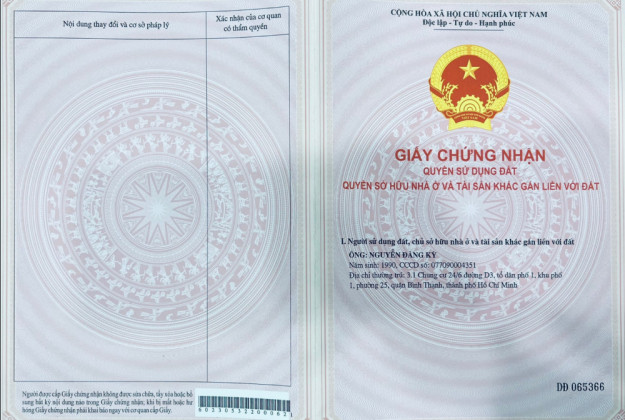 Nội dung thay đổi và cơ sở pháp lý
Xác nhận của cơ quan
có thẩm quyền
Người được cấp Giấy chứng nhận không được sửa chữa, tẩy xóa hoặc bổ
sung bất kỳ nội dung nào trong Giấy chứng nhận; khi bị mất hoặc hư
hỏng Giấy chứng nhận phải khai báo ngay với cơ quan cấp Giấy.
CỘNG HÒA XÃ HỘI CHỦ NGHĨA VIỆT NAM
Độc lập - Tự do - Hạnh phúc
GIẤY CHỨNG NHẬN
QUYỀN SỬ DỤNG ĐẤT
QUYỀN SỞ HỮU NHÀ Ở VÀ TÀI SẢN KHÁC GẮN LIỀN VỚI ĐẤT
I. Người sử dụng đất, chủ sở hữu nhà ở và tài sản khác gắn liền với đất
ÔNG: NGUYỄN ĐĂNG KÝ
Năm sinh: 1990, CCCD số: 077090004351
Địa chỉ thường trú: 3.1 Chung cư 24/6 đường D3, tổ dân phố 1, khu phố
1, phường 25, quận Bình Thạnh, thành phố Hồ Chí Minh
DĐ 065366